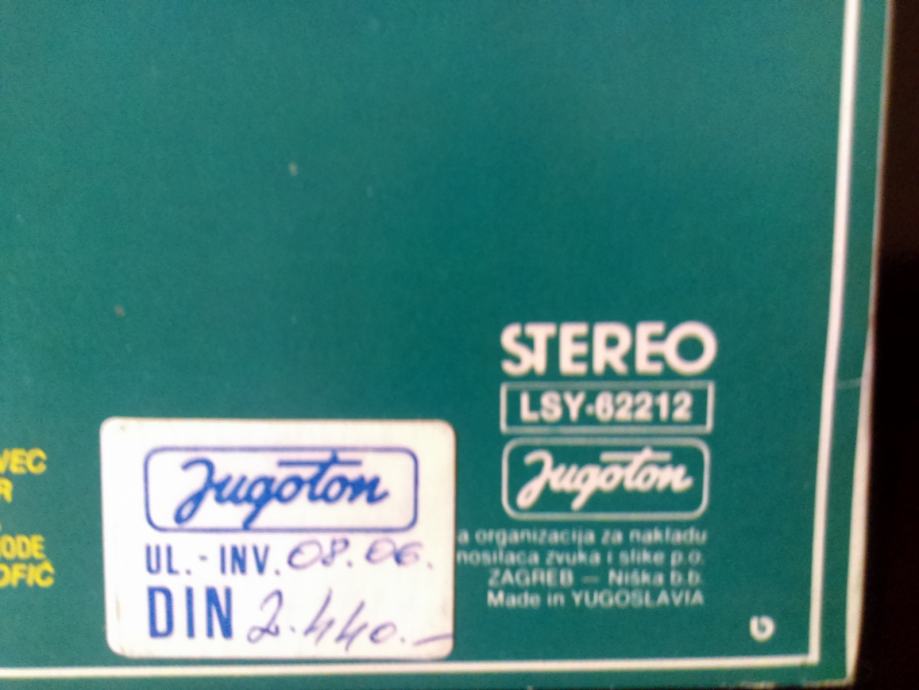 STEREO
LSY-62212
Jugoton
a organizacija za nakladu
nosilaca zvuka i slike p.o.
ZAGREB — Niška b.b.
Made in YUGOSLAVIA
VEC
R
ODE
OFIĆ
Jugoton
UL.- INV. 08.06.
DIN 2.440.–